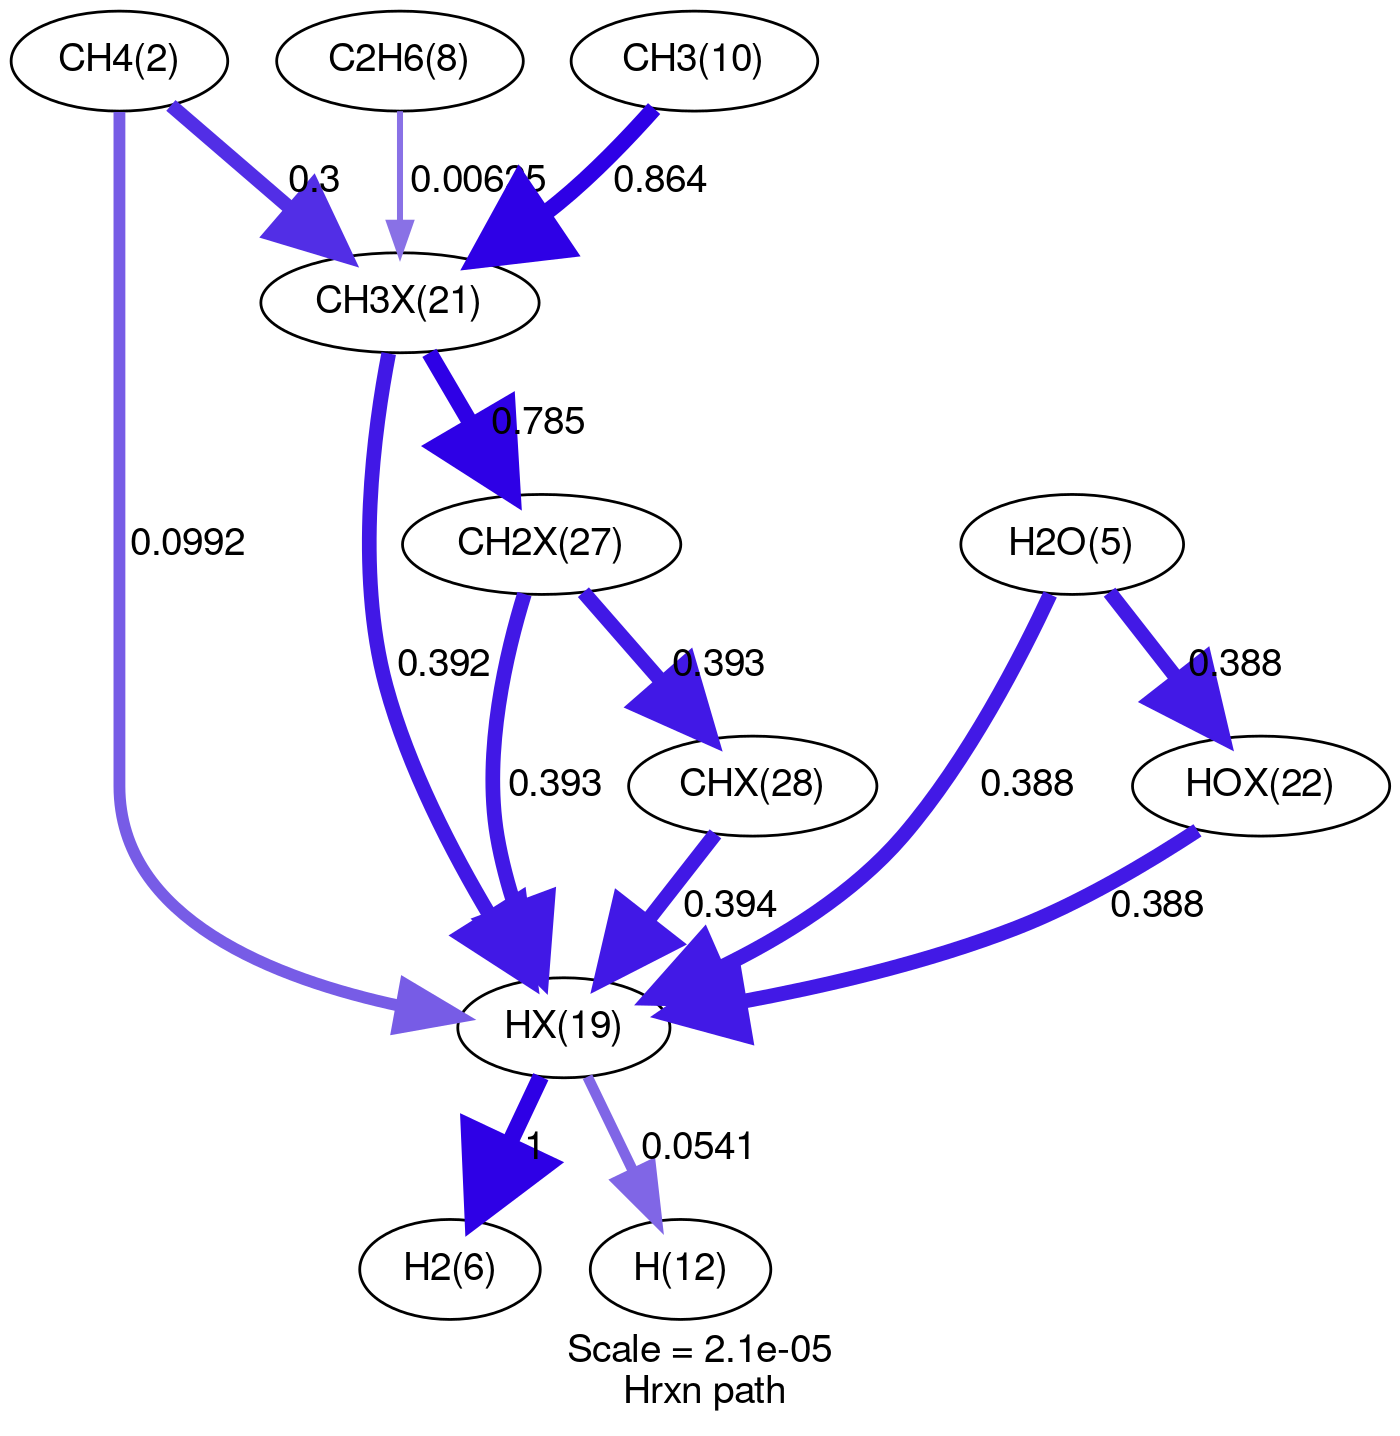 CH4(2)
C2H6(8)
CH3(10)
0.3
0.00625
0.864
CH3X(21)
0.785
0.0992
CH2X(27)
H2O(5)
0.392
0.393
0.388
0.393
CHX(28)
0.388
HOX(22)
0.394
0.388
HX(19)
1
0.0541
H2(6)
H(12)
Scale = 2.1e-05
Hrxn path